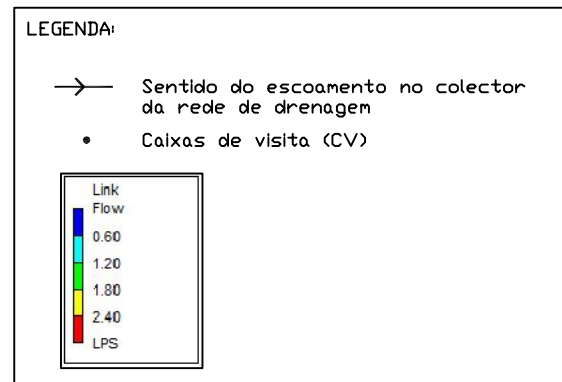 LEGENDA:
Sentido do escoamento no colector
da rede de drenagem
Caixas de visita (CV)
Link
Flow
0.60
1.20
1.80
2.40
LPS